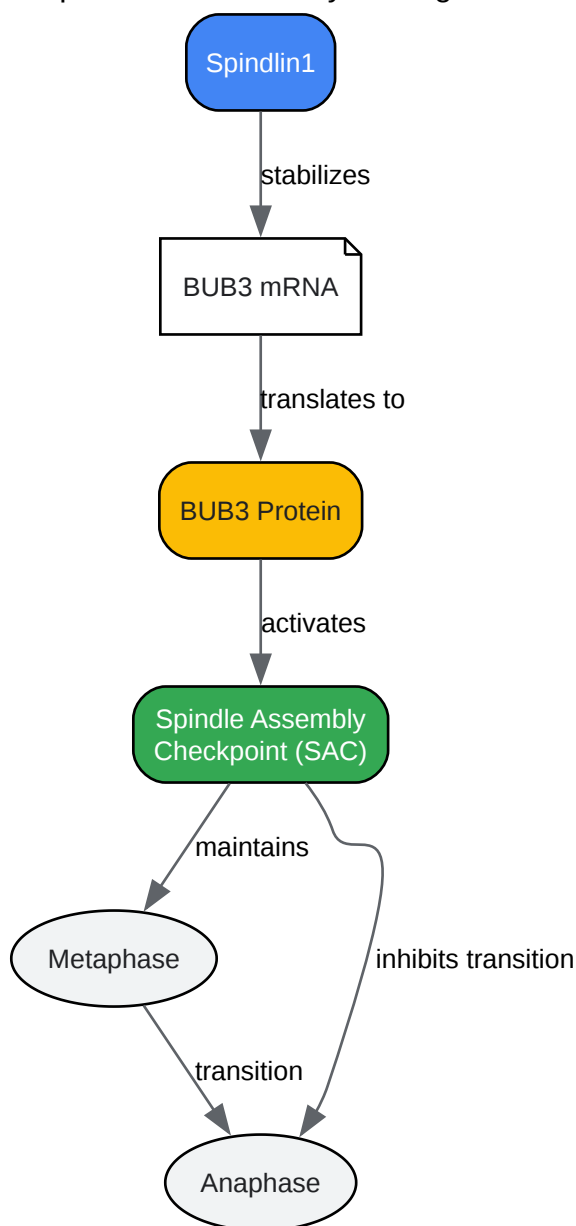 Spindlin1
stabilizes
BUB3 mRNA
translates to
BUB3 Protein
activates
Spindle Assembly
Checkpoint (SAC)
maintains
Metaphase
inhibits transition
transition
Anaphase